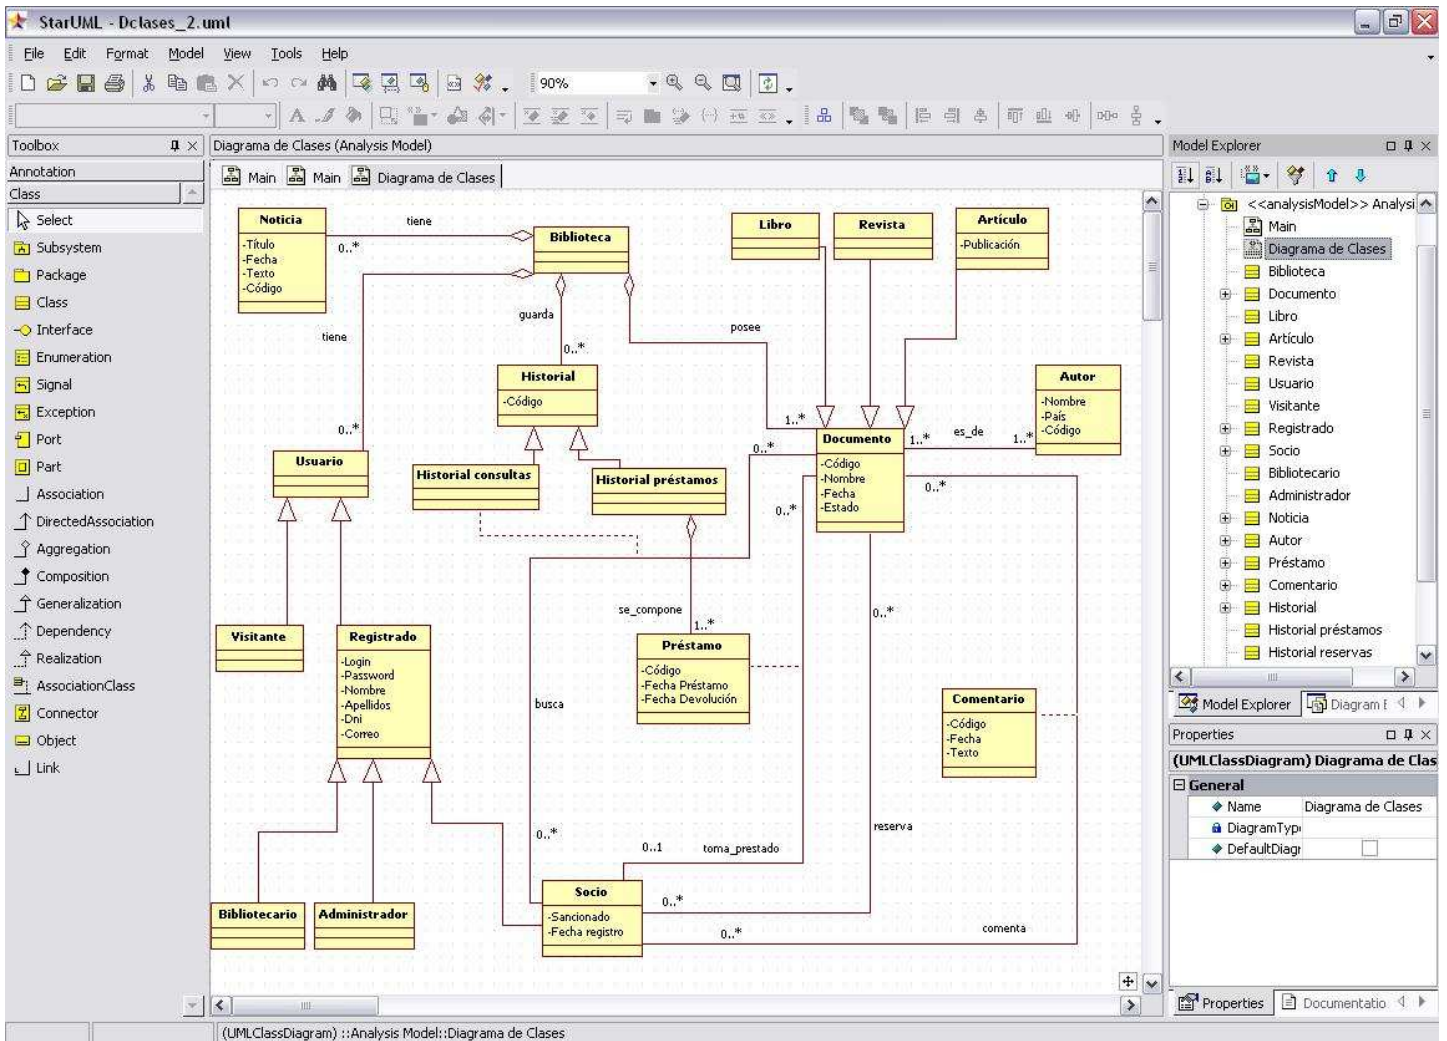 StarUML - Dclases_2.uml
File Edit Format Model View Tools Help
90%
Toolbox
Annotation
Class
Select
Subsystem
Package
Class
Interface
Enumeration
Signal
Exception
Port
Part
Association
DirectedAssociation
Aggregation
Composition
Generalization
Dependency
Realization
AssociationClass
Connector
Object
Link
Diagrama de Clases (Analysis Model)
Main Main Diagrama de Clases
Noticia
-Título
-Fecha
-Texto
-Código
tiene
0..*
Biblioteca
Libro
Revista
Artículo
-Publicación
tiene
0..*
guarda
0..*
posee
1..*
Historial
-Código
Autor
-Nombre
-País
-Código
es_de
1..*
1..*
Documento
-Código
-Nombre
-Fecha
-Estado
0..*
0..*
0..*
0..*
Usuario
Historial consultas
Historial préstamos
se_compone
1..*
Visitante
Registrado
-Login
-Password
-Nombre
-Apellidos
-Dni
-Correo
Préstamo
-Código
-Fecha Préstamo
-Fecha Devolución
Comentario
-Código
-Fecha
-Texto
busca
0..*
0..1
toma_prestado
reserva
0..*
comenta
0..*
Bibliotecario
Administrador
Socio
-Sancionado
-Fecha registro
Model Explorer
<<analysisModel>> Analysi
Main
Diagrama de Clases
Biblioteca
Documento
Libro
Artículo
Revista
Usuario
Visitante
Registrado
Socio
Bibliotecario
Administrador
Noticia
Autor
Préstamo
Comentario
Historial
Historial préstamos
Historial reservas
Model Explorer Diagram E
Properties
(UMLClassDiagram) Diagrama de Clas
General
Name Diagrama de Clases
DiagramType
DefaultDiagr
Properties Documentatio
(UMLClassDiagram) ::Analysis Model::Diagrama de Clases